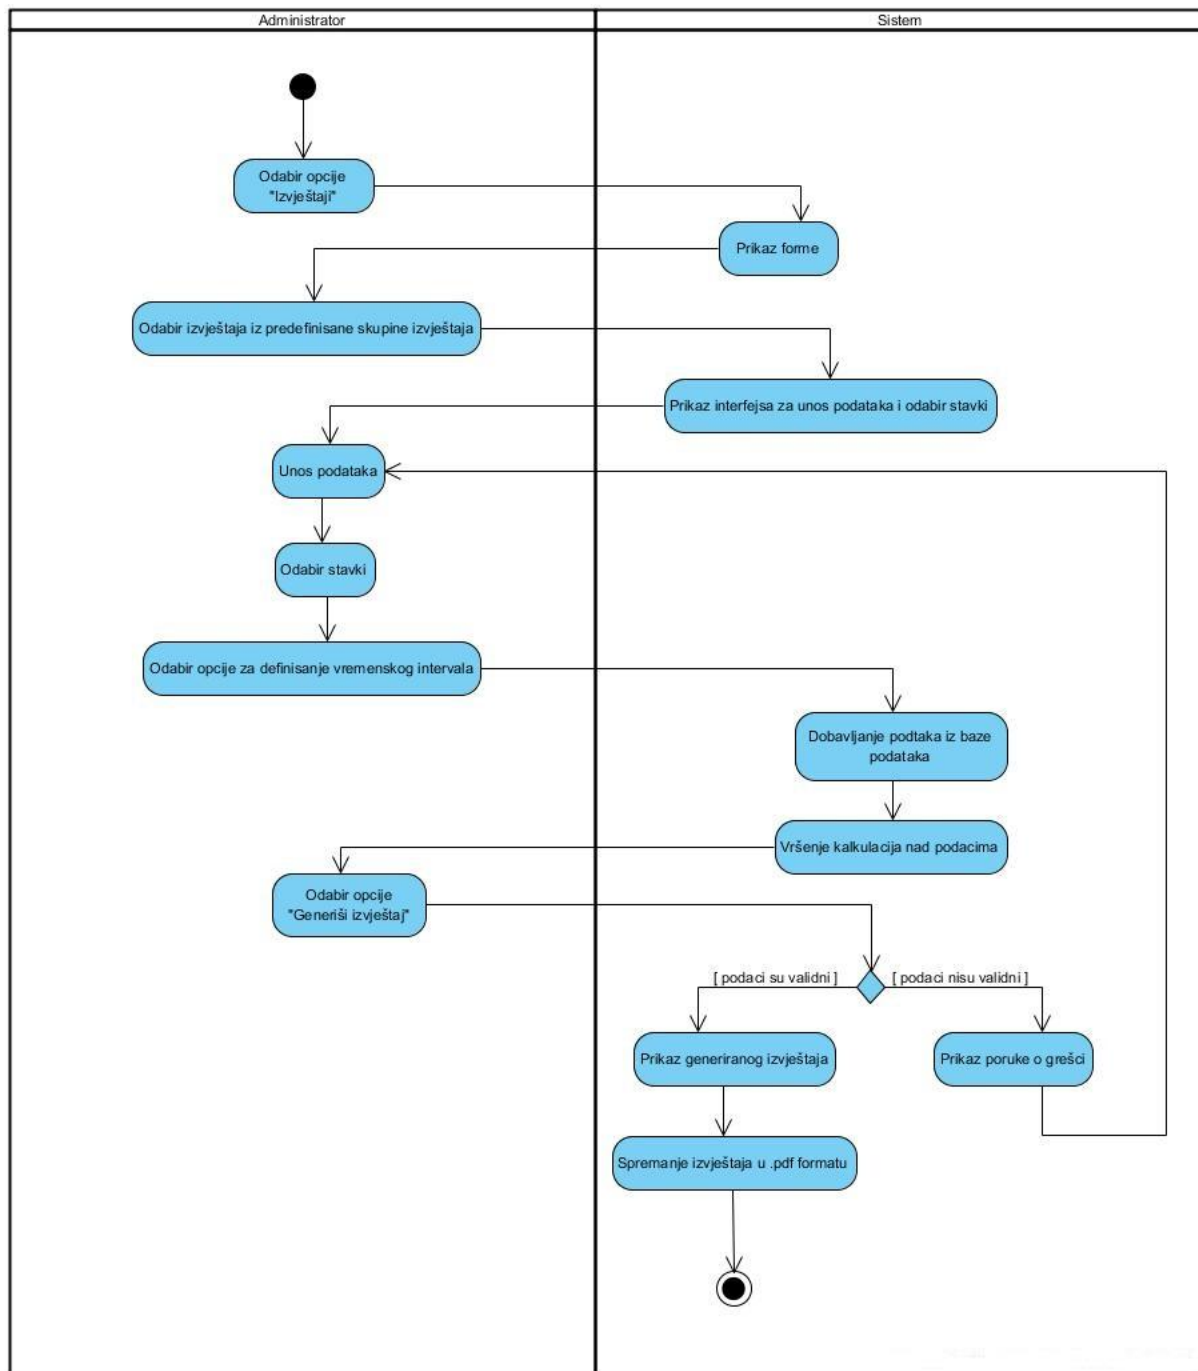 Administrator
Sistem
Odabir opcije
"Izvještaji"
Prikaz forme
Odabir izvještaja iz predefinisane skupine izvještaja
Prikaz interfejsa za unos podataka i odabir stavki
Unos podataka
Odabir stavki
Odabir opcije za definisanje vremenskog intervala
Dobavljanje podtaka iz baze
podataka
Vršenje kalkulacija nad podacima
Odabir opcije
"Generiši izvještaj"
[ podaci su validni ]
[ podaci nisu validni ]
Prikaz generiranog izvještaja
Prikaz poruke o grešci
Spremanje izvještaja u .pdf formatu